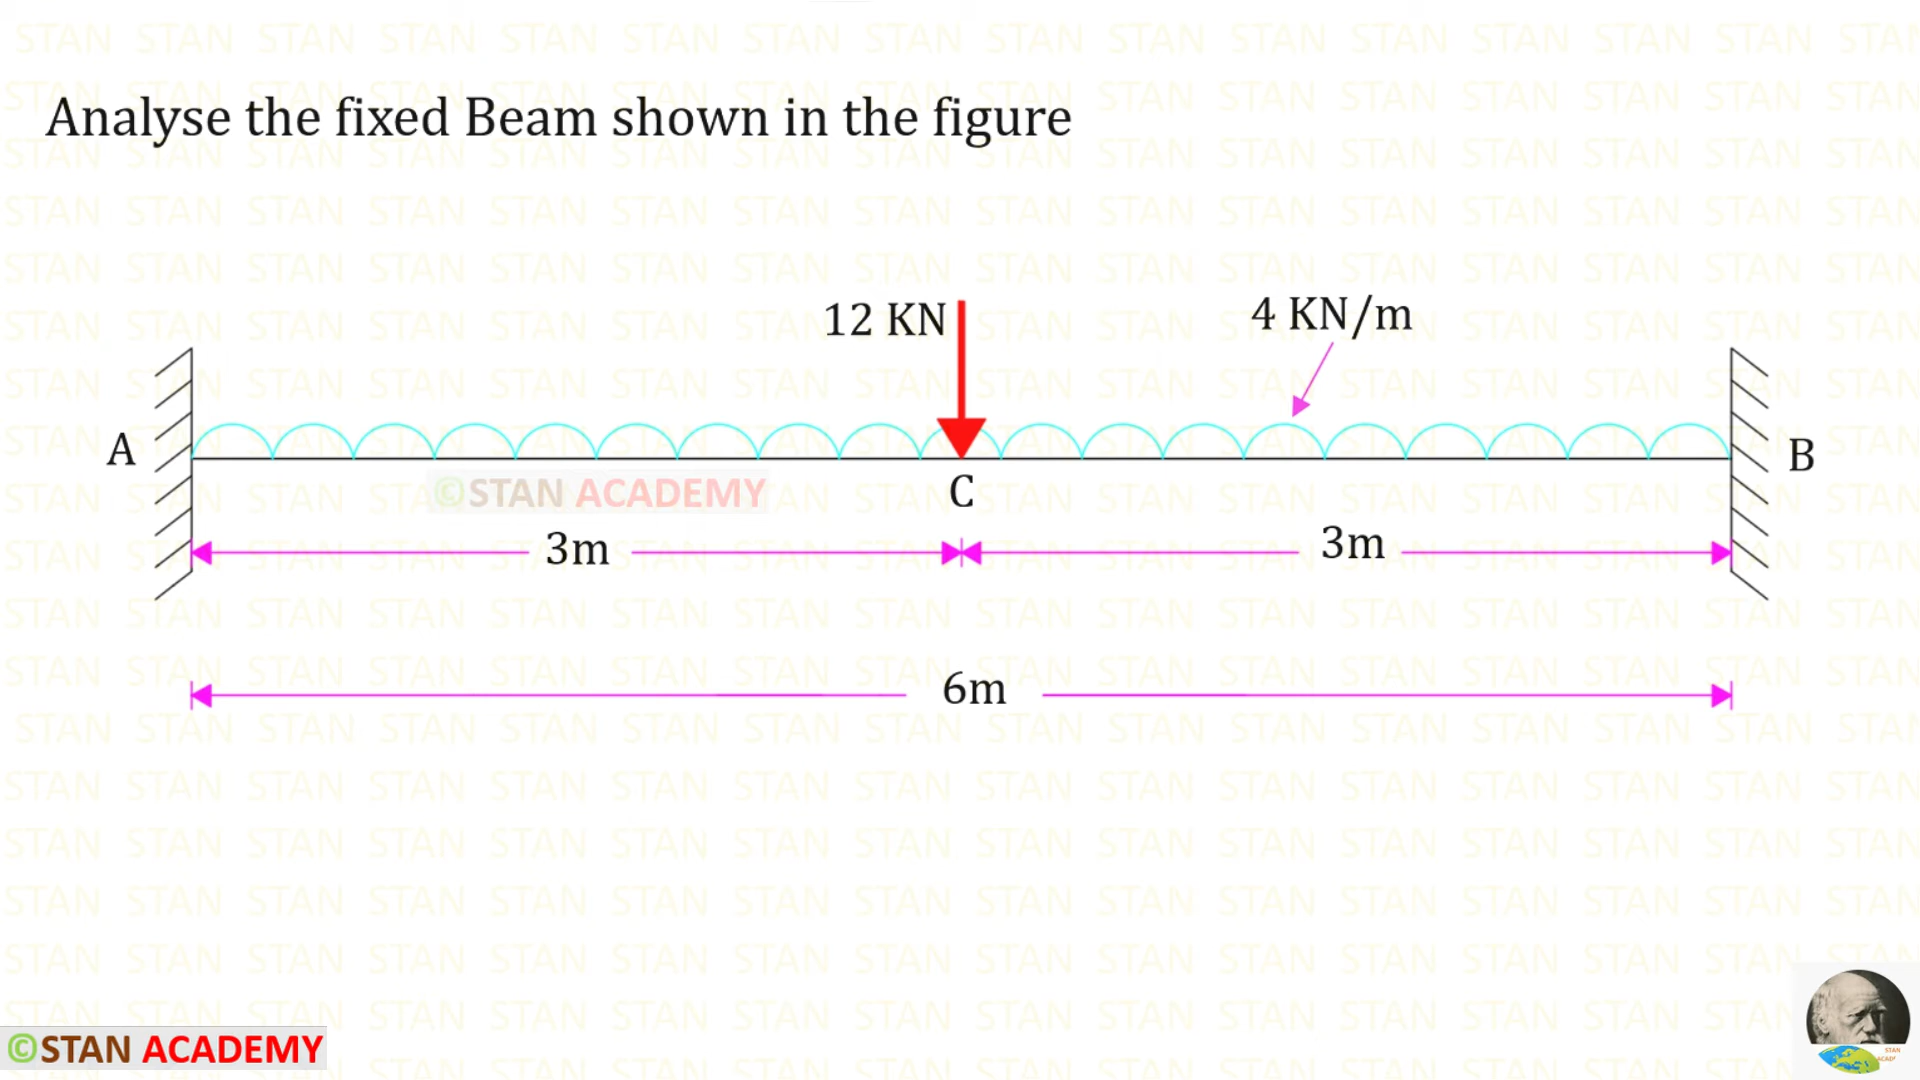 Analyse the fixed Beam shown in the figure
12 KN
4 KN/m
A
B
©STAN ACADEMY
C
3m
3m
6m
©STAN ACADEMY